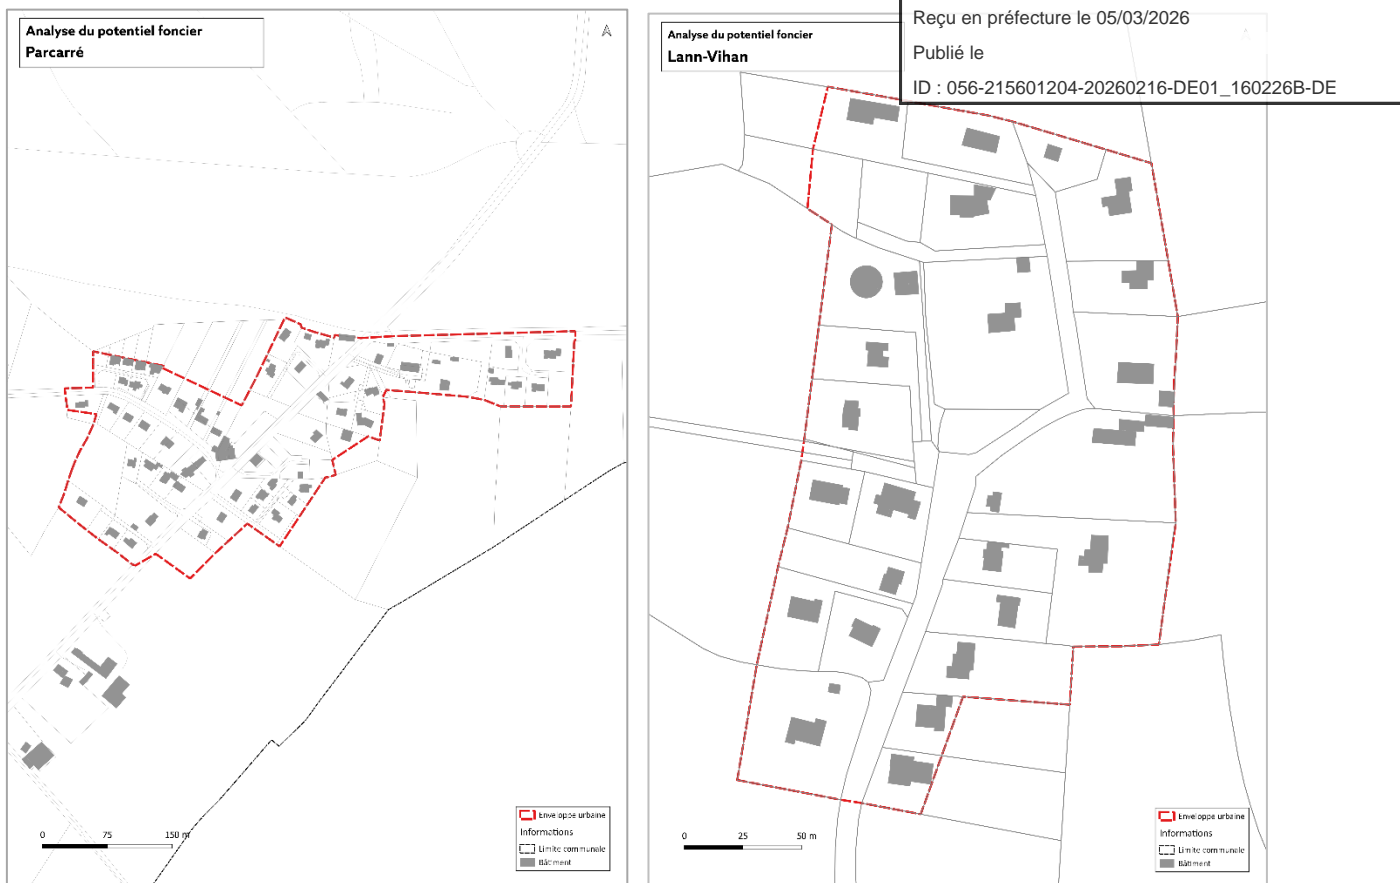 Analyse du potentiel foncier
Parcarré
0 75 150 m
Enveloppe urbaine
Informations
Limite communale
Bâtiment
Reçu en préfecture le 05/03/2026
Publié le
ID : 056-215601204-20260216-DE01_160226B-DE
Analyse du potentiel foncier
Lann-Vihan
0 25 50 m
Enveloppe urbaine
Informations
Limite communale
Bâtiment